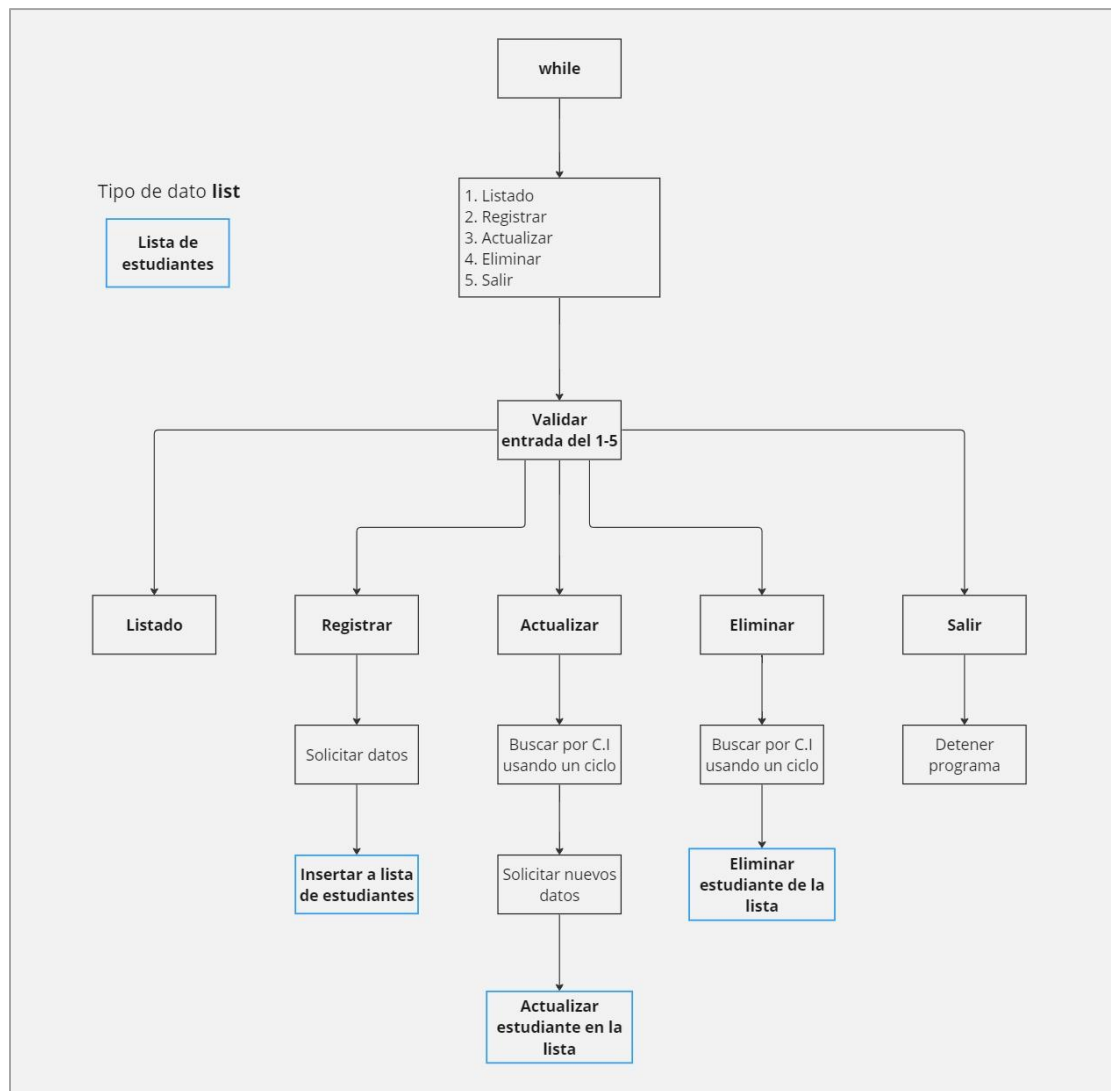 while
Tipo de dato list
Lista de
estudiantes
1. Listado
2. Registrar
3. Actualizar
4. Eliminar
5. Salir
Validar
entrada del 1-5
Listado
Registrar
Actualizar
Eliminar
Salir
Solicitar datos
Buscar por C.I
usando un ciclo
Buscar por C.I
usando un ciclo
Detener
programa
Insertar a lista
de estudiantes
Solicitar nuevos
datos
Eliminar
estudiante de la
lista
Actualizar
estudiante en la
lista